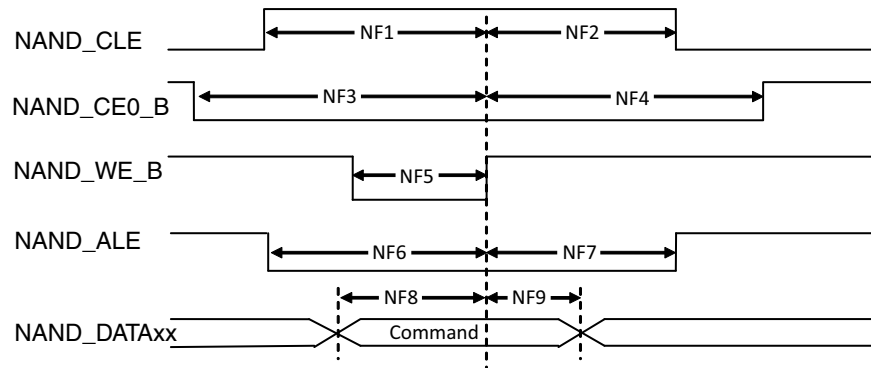 NAND_CLE NF1 NF2
NAND_CE0_B NF3 NF4
NAND_WE_B NF5
NAND_ALE NF6 NF7
NF8 NF9
NAND_DATAxx Command